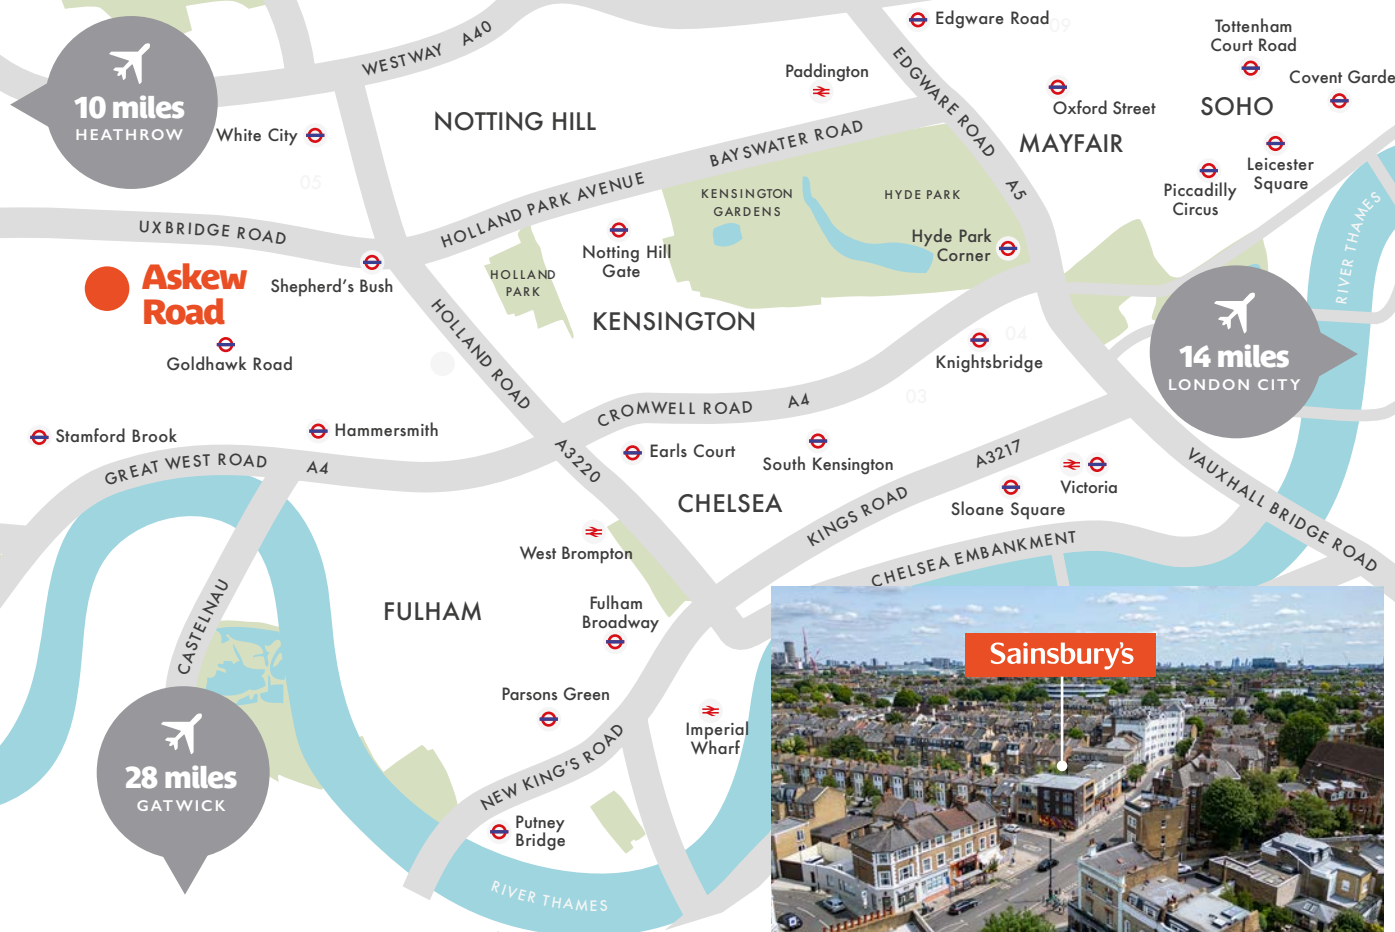 Edgware Road
09
Tottenham
Court Road
Covent Garde
WESTWAY A40
Paddington
EDGWARE ROAD
A5
Oxford Street
SOHO
10 miles
HEATHROW
White City
NOTTING HILL
BAYSWATER ROAD
MAYFAIR
Leicester
Square
Piccadilly
Circus
05
HOLLAND PARK AVENUE
KENSINGTON
GARDENS
HYDE PARK
RIVER THAMES
UXBRIDGE ROAD
Notting Hill
Gate
Hyde Park
Corner
Askew
Road
Shepherd's Bush
HOLLAND
PARK
KENSINGTON
04
Goldhawk Road
HOLLAND ROAD
Knightsbridge
14 miles
LONDON CITY
03
CROMWELL ROAD A4
Stamford Brook
Hammersmith
GREAT WEST ROAD A4
A3220
Earls Court
South Kensington
A3217
Victoria
VAUXHALL BRIDGE ROAD
CHELSEA
KINGS ROAD
Sloane Square
West Brompton
CHELSEA EMBANKMENT
CASTELNAU
FULHAM
Fulham
Broadway
Sainsbury's
Parsons Green
Imperial
Wharf
28 miles
GATWICK
NEW KING'S ROAD
Putney
Bridge
RIVER THAMES